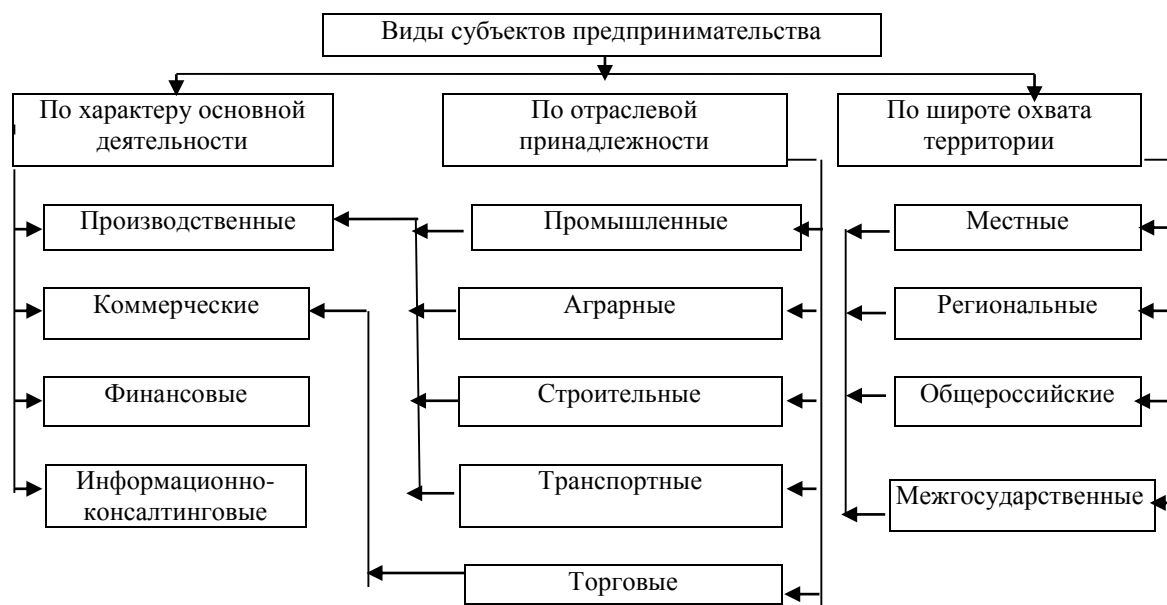 Виды субъектов предпринимательства
По характеру основной
деятельности
По отраслевой
принадлежности
По широте охвата
территории
Производственные
Промышленные
Местные
Коммерческие
Аграрные
Региональные
Финансовые
Строительные
Общероссийские
Информационно-
консалтинговые
Транспортные
Межгосударственные
Торговые